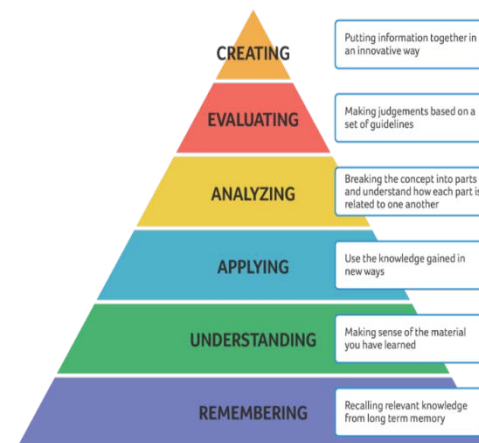 CREATING
Putting information together in
an innovative way
EVALUATING
Making judgements based on a
set of guidelines
ANALYZING
Breaking the concept into parts
and understand how each part is
related to one another
APPLYING
Use the knowledge gained in
new ways
UNDERSTANDING
Making sense of the material
you have learned
REMEMBERING
Recalling relevant knowledge
from long term memory